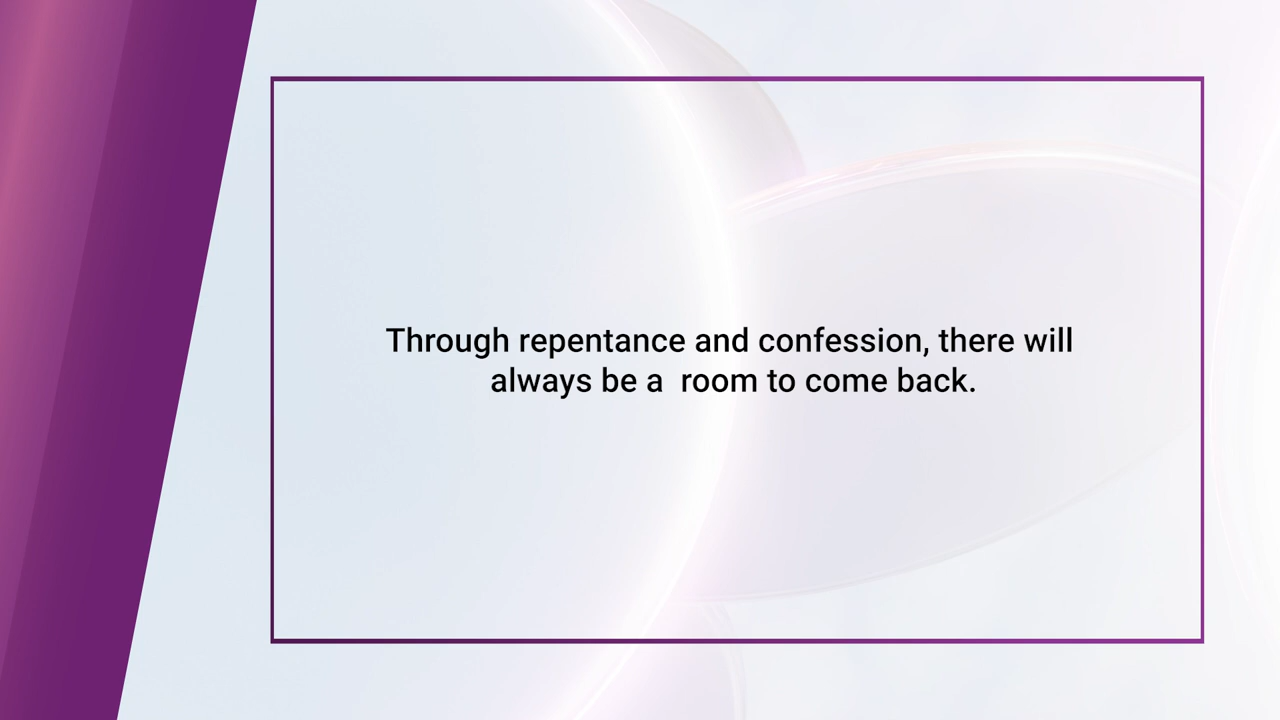 Through repentance and confession, there will
always be a  room to come back.